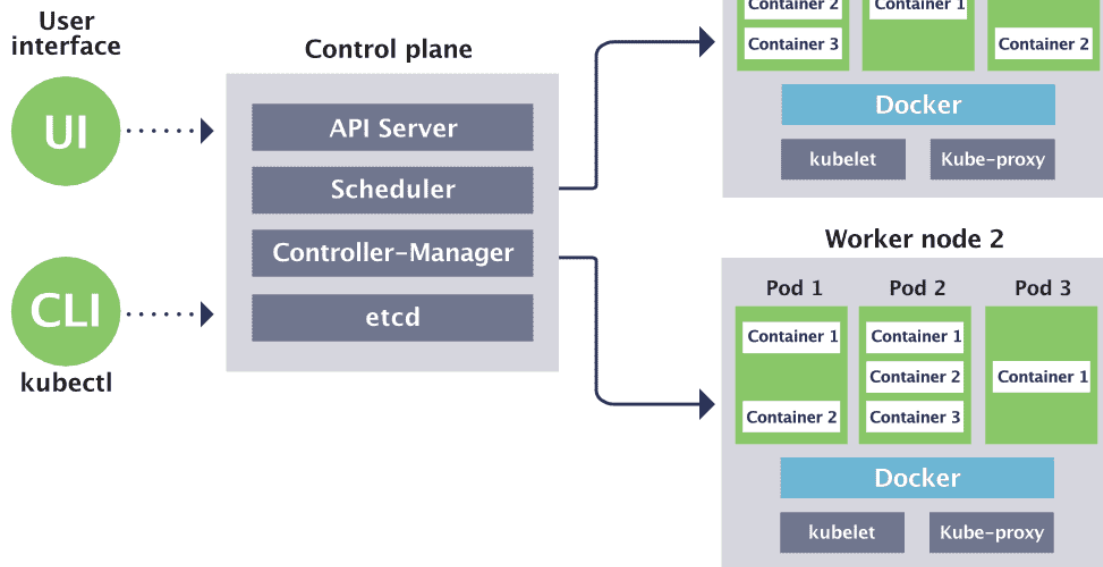 User
interface
UI
CLI
kubectl
Control plane
API Server
Scheduler
Controller-Manager
etcd
Container 2
Container 3
Container 1
Container 2
Docker
kubelet
Kube-proxy
Worker node 2
Pod 1
Pod 2
Pod 3
Container 1
Container 2
Container 1
Container 2
Container 3
Container 1
Docker
kubelet
Kube-proxy